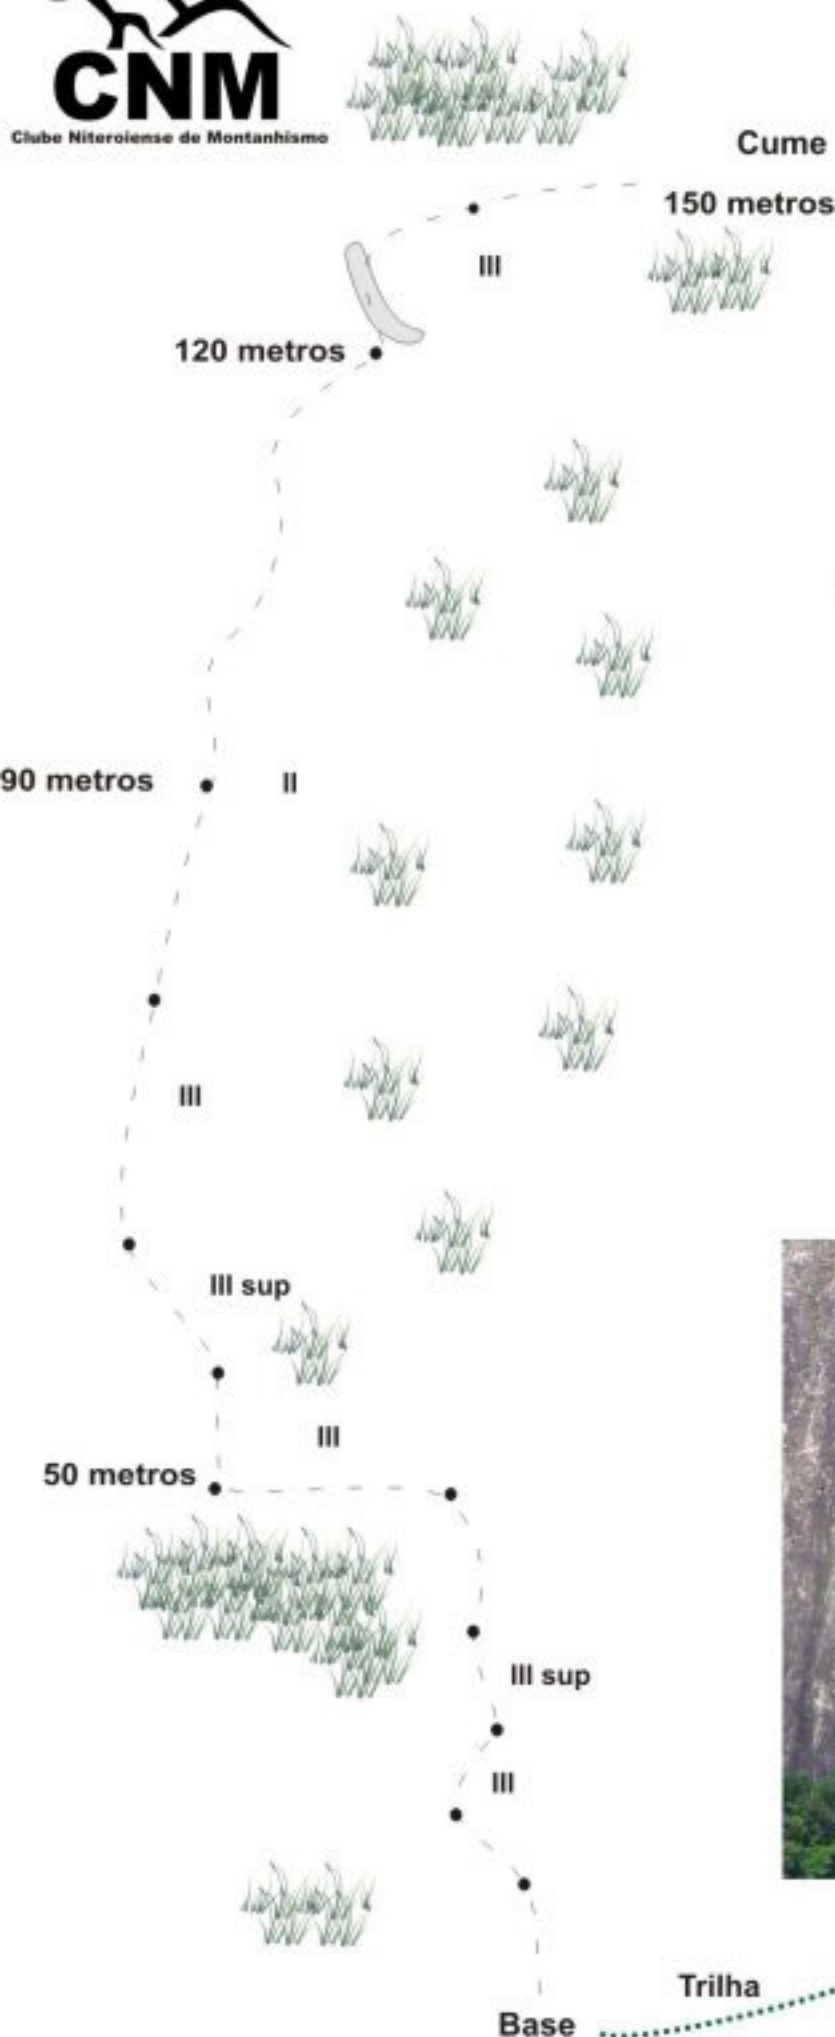 CNM
Clube Niteroiense de Montanhismo
Cume
150 metros
III
120 metros
90 metros
II
III
III sup
III
50 metros
III sup
III
Trilha
Base